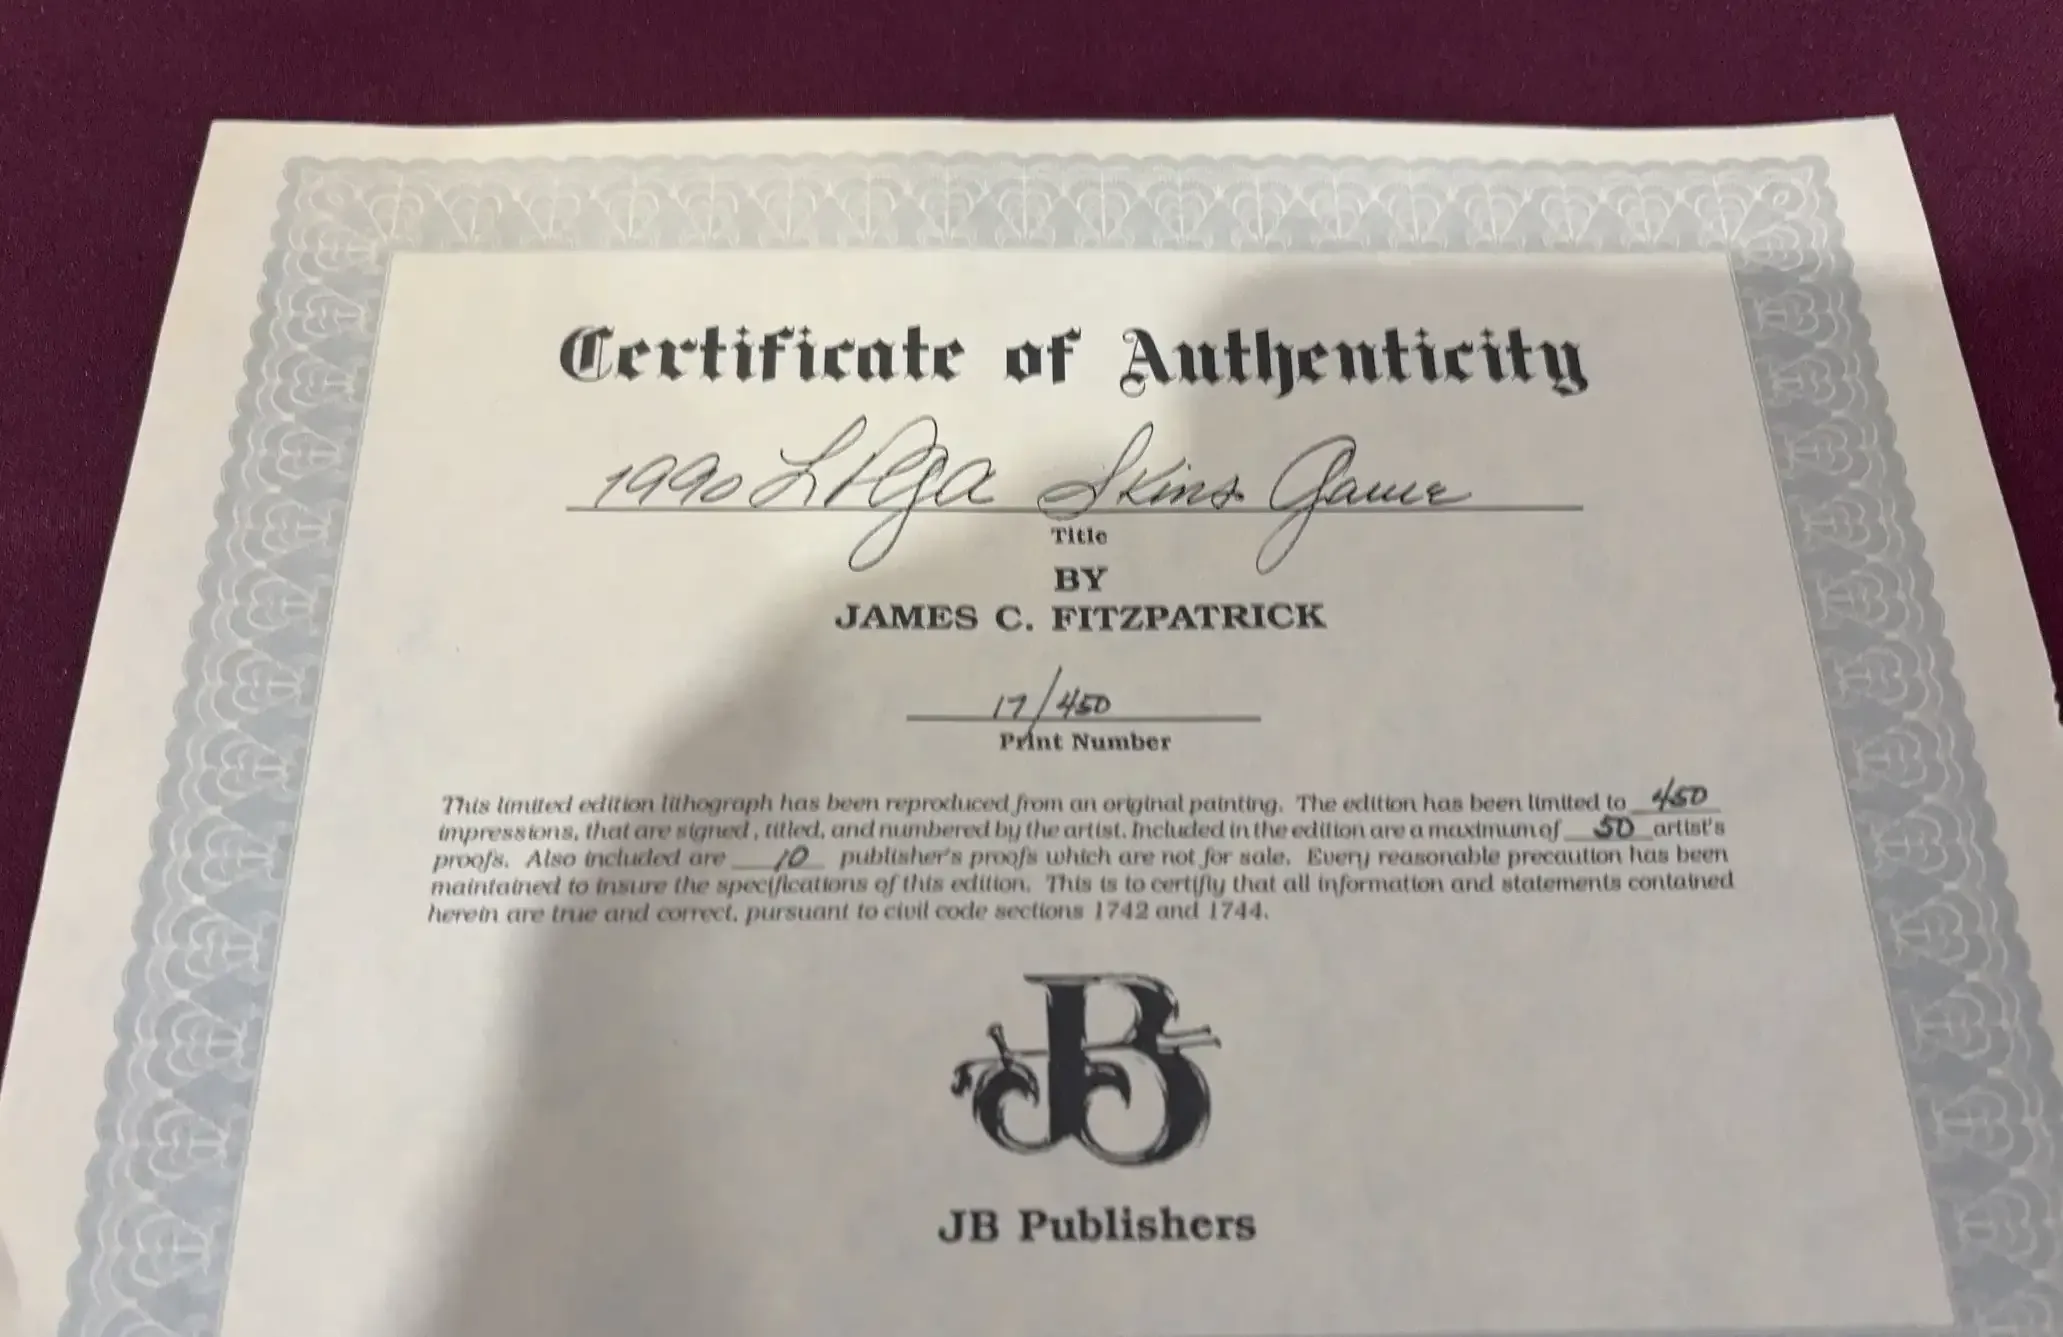 Certificate of Authenticity
1990 LPGA Skins Game
Title
BY
JAMES C. FITZPATRICK
17/450
Print Number
This limited edition lithograph has been reproduced from an original painting. The edition has been limited to 450
impressions, that are signed, titled, and numbered by the artist. Included in the edition are a maximum of 50 artist's
proofs. Also included are 10 publisher's proofs which are not for sale. Every reasonable precaution has been
maintained to insure the specifications of this edition. This is to certifiy that all information and statements contained
herein are true and correct, pursuant to civil code sections 1742 and 1744.
JB
JB Publishers